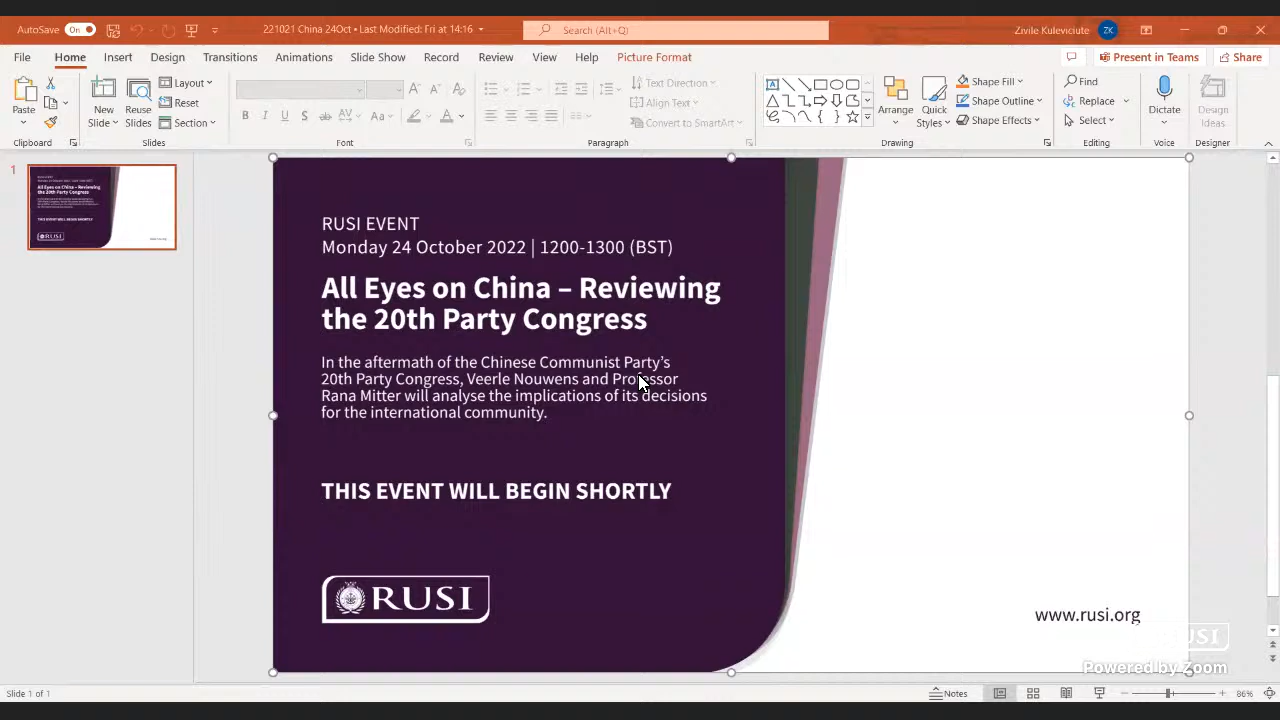 AutoSave On 221021 China 24Oct • Last Modified: Fri at 14:16 Search (Alt+Q) Zivile Kuleviciute ZK
File Home Insert Design Transitions Animations Slide Show Record Review View Help Picture Format Present in Teams Share
Paste New Slide Reuse Slides Layout Reset Section Text Direction Align Text Convert to SmartArt Arrange Quick Styles Shape Fill Shape Outline Shape Effects Find Replace Select Dictate Design Ideas
Clipboard Slides Font Paragraph Drawing Editing Voice Designer
1
RUSI EVENT
Monday 24 October 2022 | 1200-1300 (BST)
All Eyes on China – Reviewing
the 20th Party Congress
In the aftermath of the Chinese Communist Party’s
20th Party Congress, Veerle Nouwens and Professor
Rana Mitter will analyse the implications of its decisions
for the international community.
THIS EVENT WILL BEGIN SHORTLY
RUSI
www.rusi.org
Powered by Zoom
Slide 1 of 1 Notes 86%